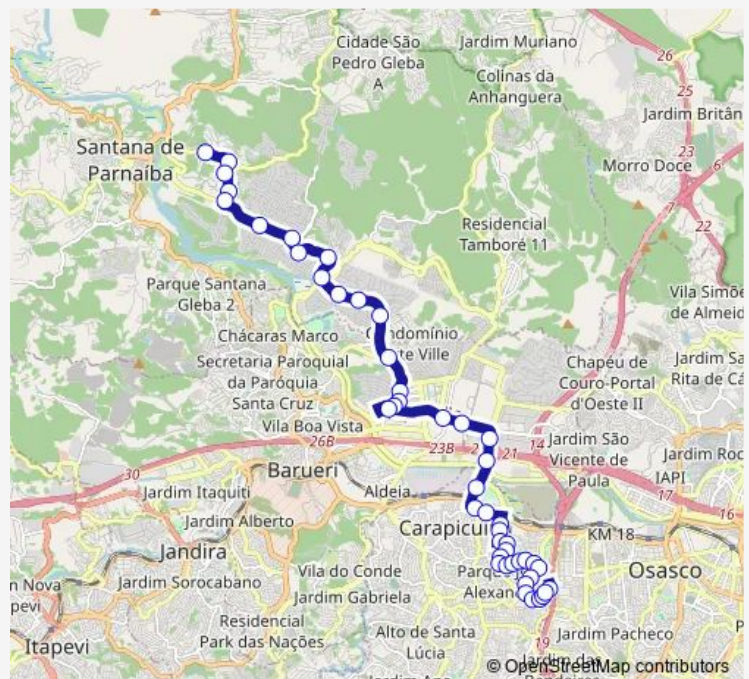 Cidade São
Pedro Gleba
A
Jardim Muriano
Colinas da
Anhanguera
26
25
Jardim Britân
Santana de
Parnaíba
23
6
Morro Doce
7
22
Residencial
Tamboré 11
Parque Santana
Gleba 2
Vila Simõe
de Almeid
Chácaras Marco
Secretaria Paroquial
da Paróquia
Santa Cruz
Chapéu de
Couro-Portal
d'Oeste II
Jardim Sa
Rita de Cá
Vila Boa Vista
26B
23B
21
14
Jardim São
Vicente de
Paula
Jardim Roc
IAPI
30
Barueri
Jardim Itaquiti
Aldeia
17
16
Jardim Alberto
Carapicuí
KM 18
Jandira
Vila do Conde
Osasco
n Nova
pevi
Jardim Sorocabano
Jardim Gabriela
Residencial
Park das Nações
Alto de Santa
Lúcia
19
Jardim Pacheco
Itapevi
© OpenStreetMap contributors